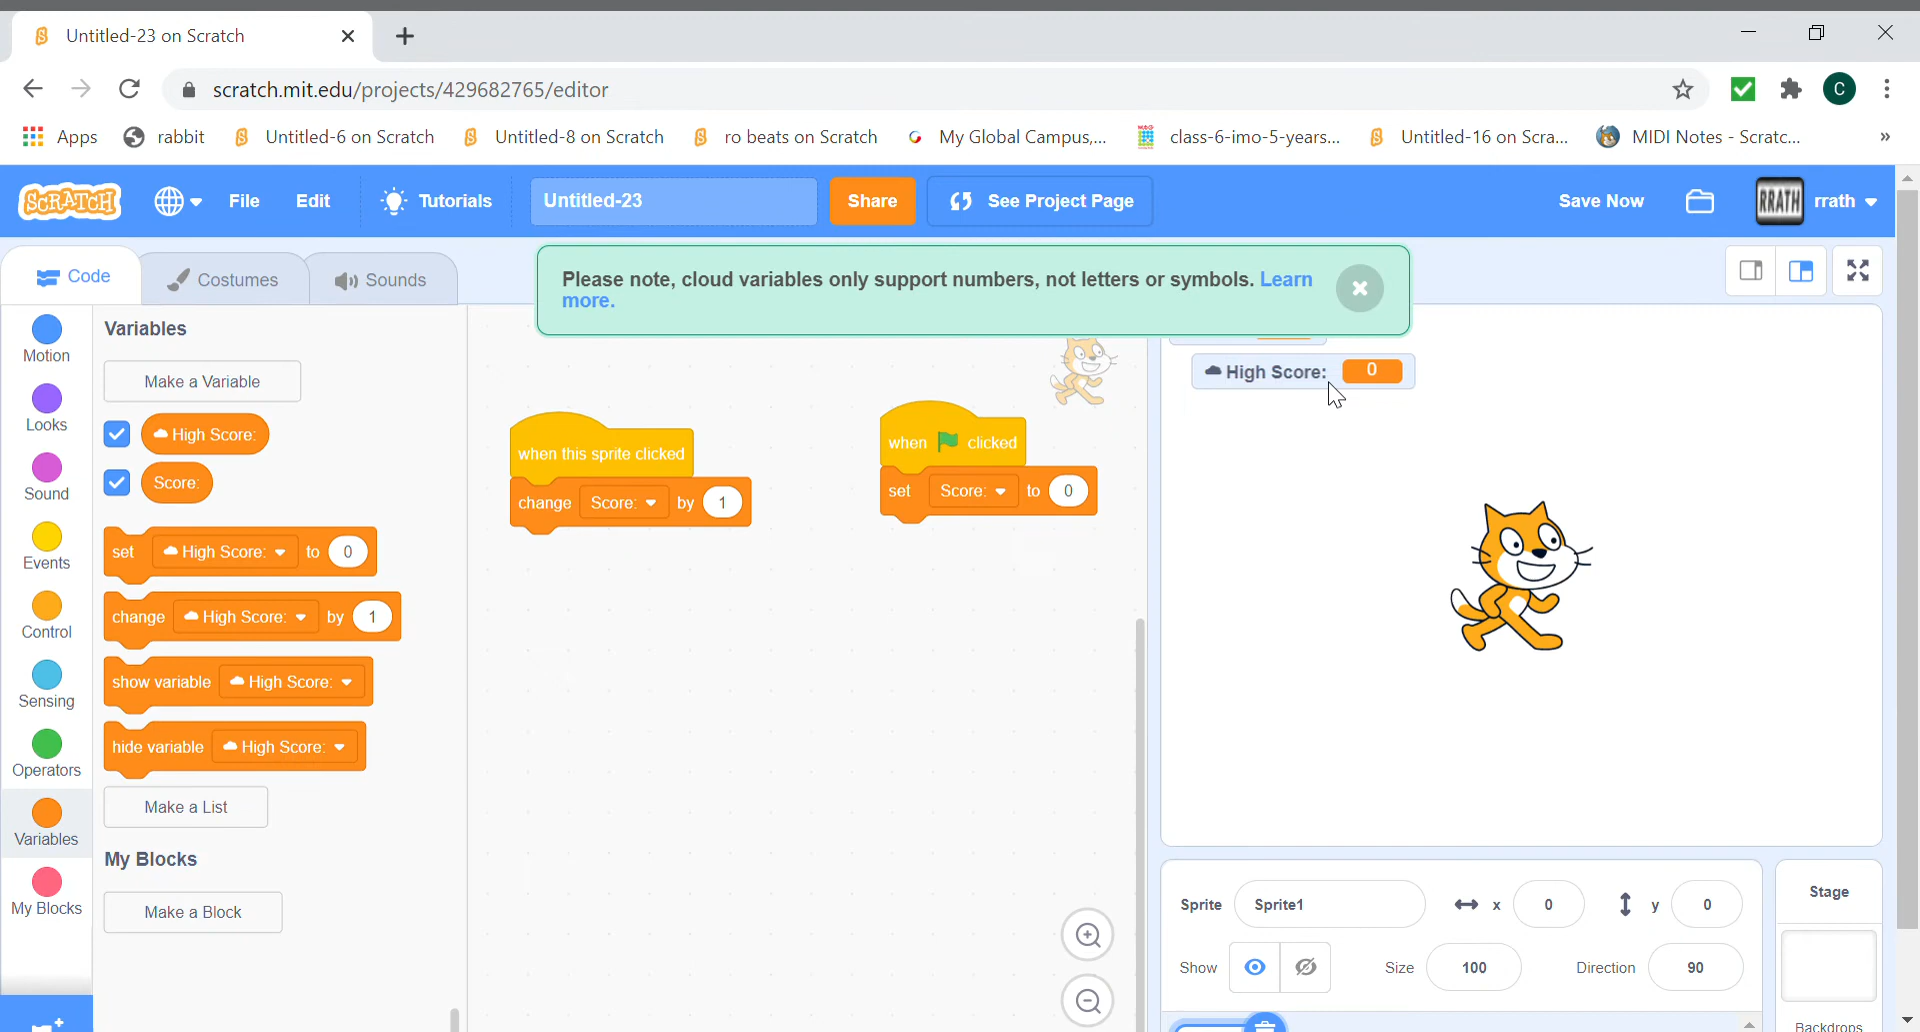 Untitled-23 on Scratch
scratch.mit.edu/projects/429682765/editor
C
Apps rabbit Untitled-6 on Scratch Untitled-8 on Scratch ro beats on Scratch My Global Campus,... class-6-imo-5-years... Untitled-16 on Scra... MIDI Notes - Scratc... »
SCRATCH File Edit Tutorials Untitled-23 Share See Project Page Save Now RRATH rrath
Code Costumes Sounds
Please note, cloud variables only support numbers, not letters or symbols. Learn
more.
Motion
Looks
Sound
Events
Control
Sensing
Operators
Variables
My Blocks
Variables
Make a Variable
High Score:
Score:
set High Score: to 0
change High Score: by 1
show variable High Score:
hide variable High Score:
Make a List
My Blocks
Make a Block
when this sprite clicked
change Score: by 1
when clicked
set Score: to 0
High Score: 0
Sprite Sprite1 x 0 y 0
Show Size 100 Direction 90
Stage
Backdrops